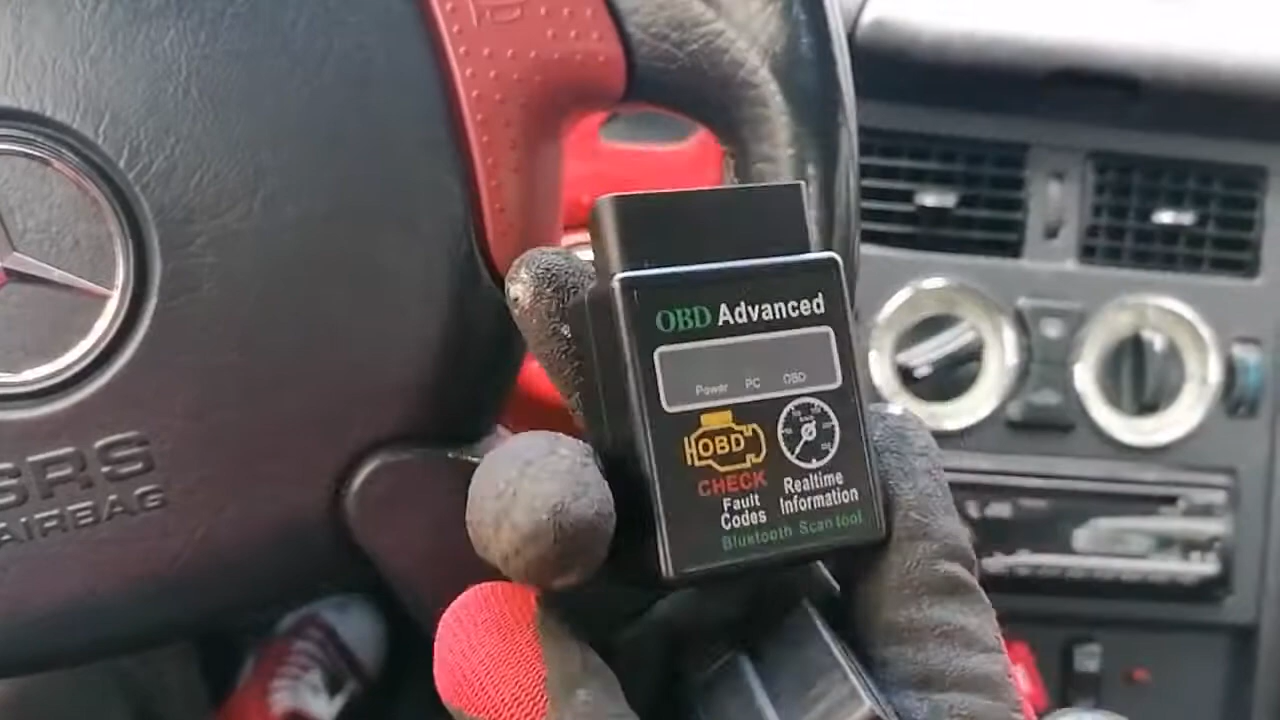 SRS
AIRBAG
OBD Advanced
Power PC OBD
OBD
CHECK
Fault
Codes
Realtime
Information
Bluetooth Scan tool